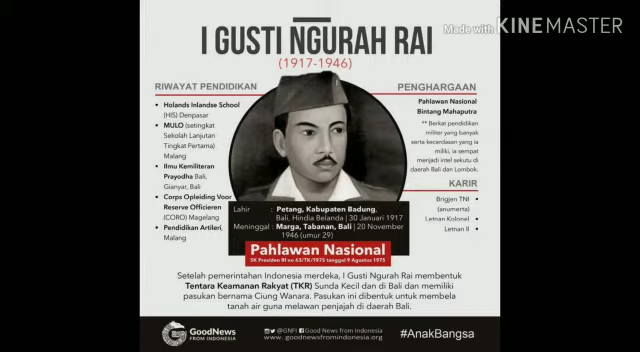 Made with KINEMASTER
I GUSTI NGURAH RAI
(1917-1946)
RIWAYAT PENDIDIKAN
• Holands Inlandse School
(HIS) Denpasar
• MULO (setingkat
Sekolah Lanjutan
Tingkat Pertama)
Malang
• Ilmu Kemiliteran
Prayodha Bali,
Gianyar, Bali
• Corps Opleiding Voor
Reserve Officieren
(CORO) Magelang
• Pendidikan Artileri,
Malang
PENGHARGAAN
Pahlawan Nasional
Bintang Mahaputra
** Berkat pendidikan
militer yang banyak
serta kecerdasan yang ia
miliki, ia sempat
menjadi intel sekutu di
daerah Bali dan Lombok.
KARIR
Brigjen TNI •
(anumerta)
Letnan Kolonel •
Letnan II •
Lahir : Petang, Kabupaten Badung,
Bali, Hindia Belanda | 30 Januari 1917
Meninggal : Marga, Tabanan, Bali | 20 November
1946 (umur 29)
Pahlawan Nasional
SK Presiden RI no 63/TK/1975 tanggal 9 Agustus 1975
Setelah pemerintahan Indonesia merdeka, I Gusti Ngurah Rai membentuk
Tentara Keamanan Rakyat (TKR) Sunda Kecil dan di Bali dan memiliki
pasukan bernama Ciung Wanara. Pasukan ini dibentuk untuk membela
tanah air guna melawan penjajah di daerah Bali.
GoodNews
FROM INDONESIA
@GNFI Good News from Indonesia
www.goodnewsfromindonesia.org
#AnakBangsa